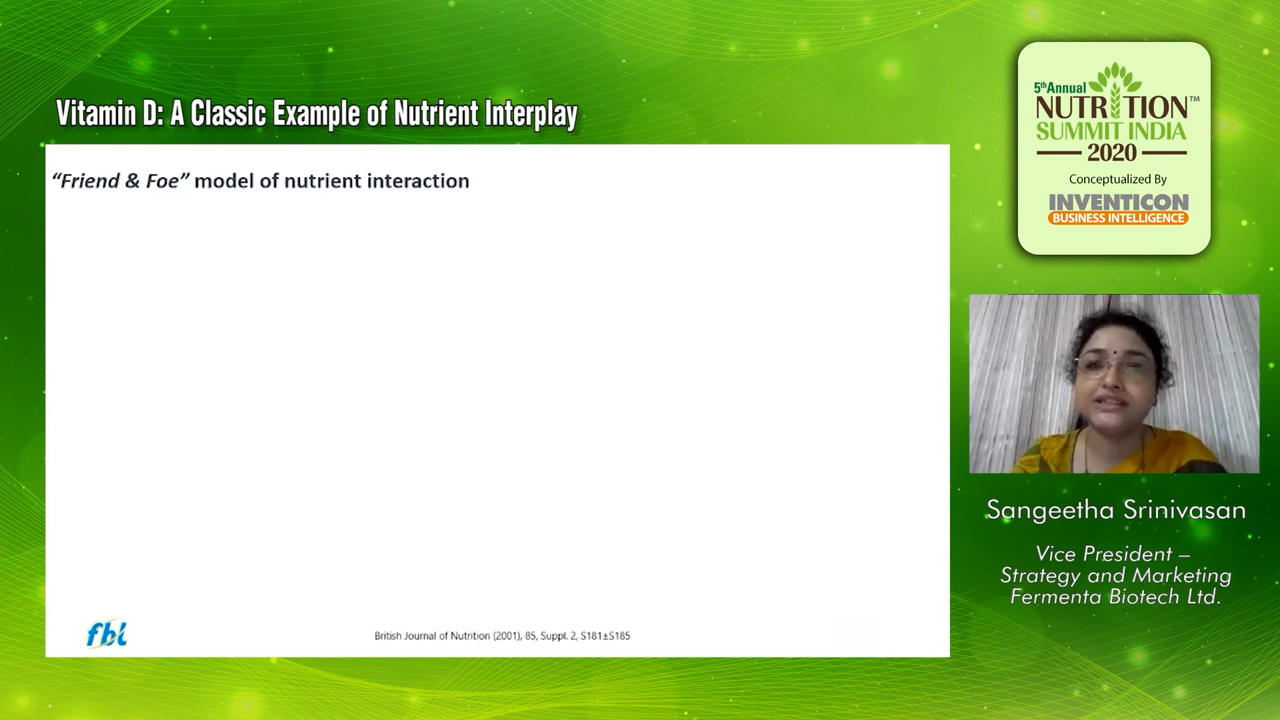 Vitamin D: A Classic Example of Nutrient Interplay
“Friend & Foe” model of nutrient interaction
fbl
British Journal of Nutrition (2001), 85, Suppl. 2, S181±S185
5th Annual
NUTRITION™
SUMMIT INDIA
2020
Conceptualized By
INVENTICON
BUSINESS INTELLIGENCE
Sangeetha Srinivasan
Vice President –
Strategy and Marketing
Fermenta Biotech Ltd.